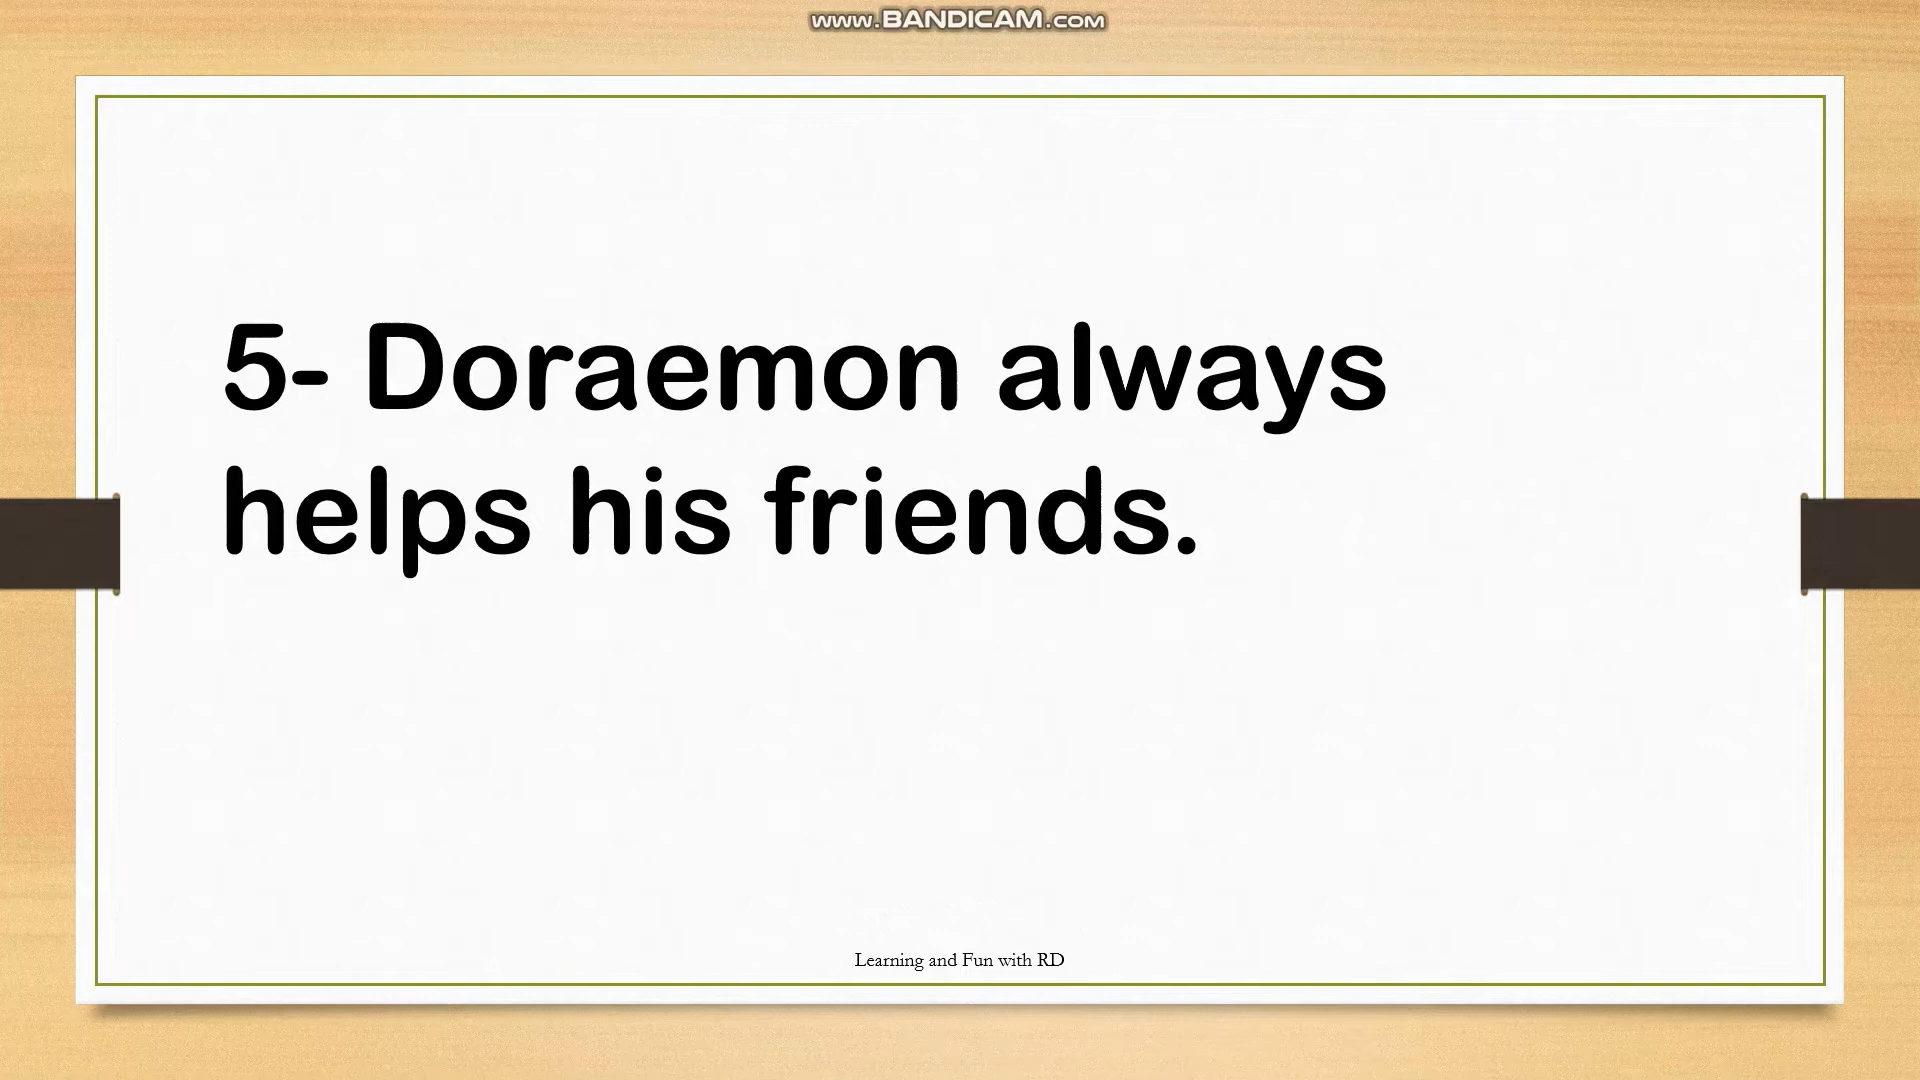 www.BANDICAM.com
5- Doraemon always
helps his friends.
Learning and Fun with RD